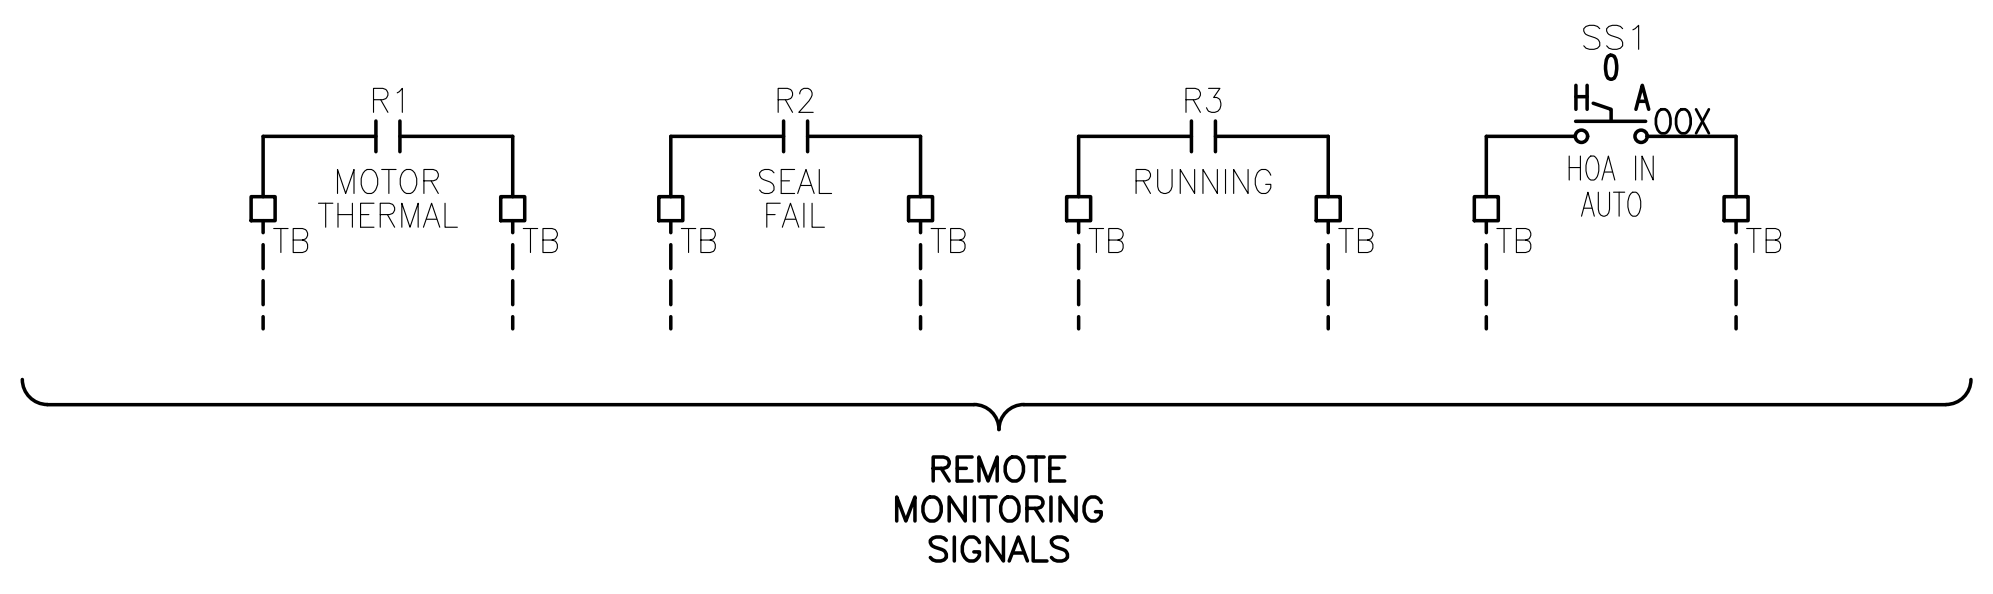 SS1
O
H A
OOX
R1
R2
R3
MOTOR
THERMAL
SEAL
FAIL
RUNNING
HOA IN
AUTO
TB TB TB TB TB TB TB TB
REMOTE
MONITORING
SIGNALS